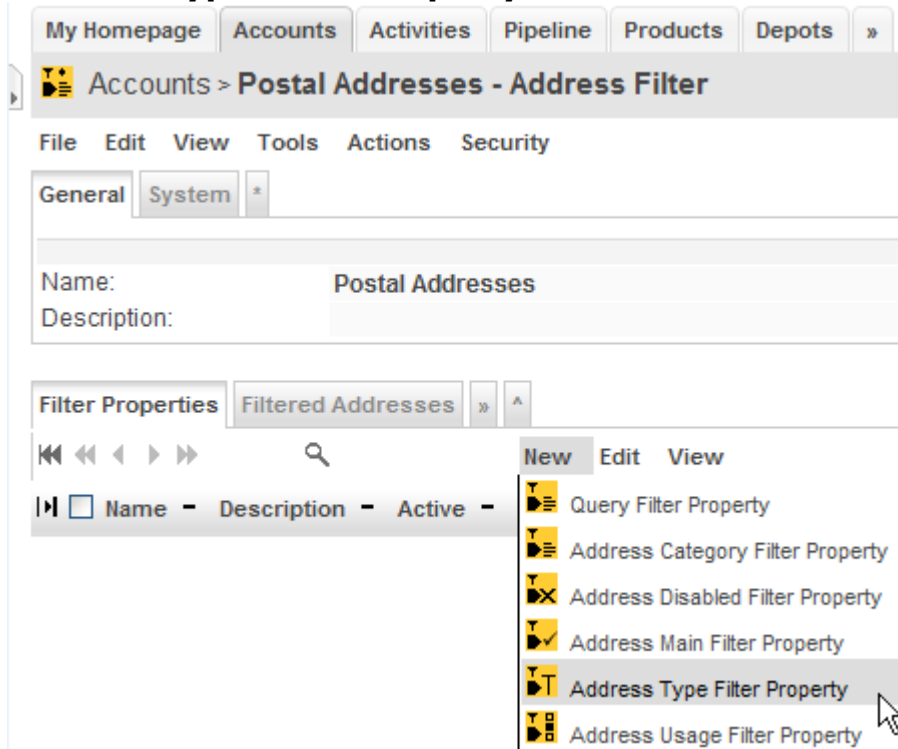 My Homepage Accounts Activities Pipeline Products Depots »
Accounts > Postal Addresses - Address Filter
File Edit View Tools Actions Security
General System *
Name: Postal Addresses
Description:
Filter Properties Filtered Addresses » ^
New Edit View
Name - Description - Active -
Query Filter Property
Address Category Filter Property
Address Disabled Filter Property
Address Main Filter Property
Address Type Filter Property
Address Usage Filter Property